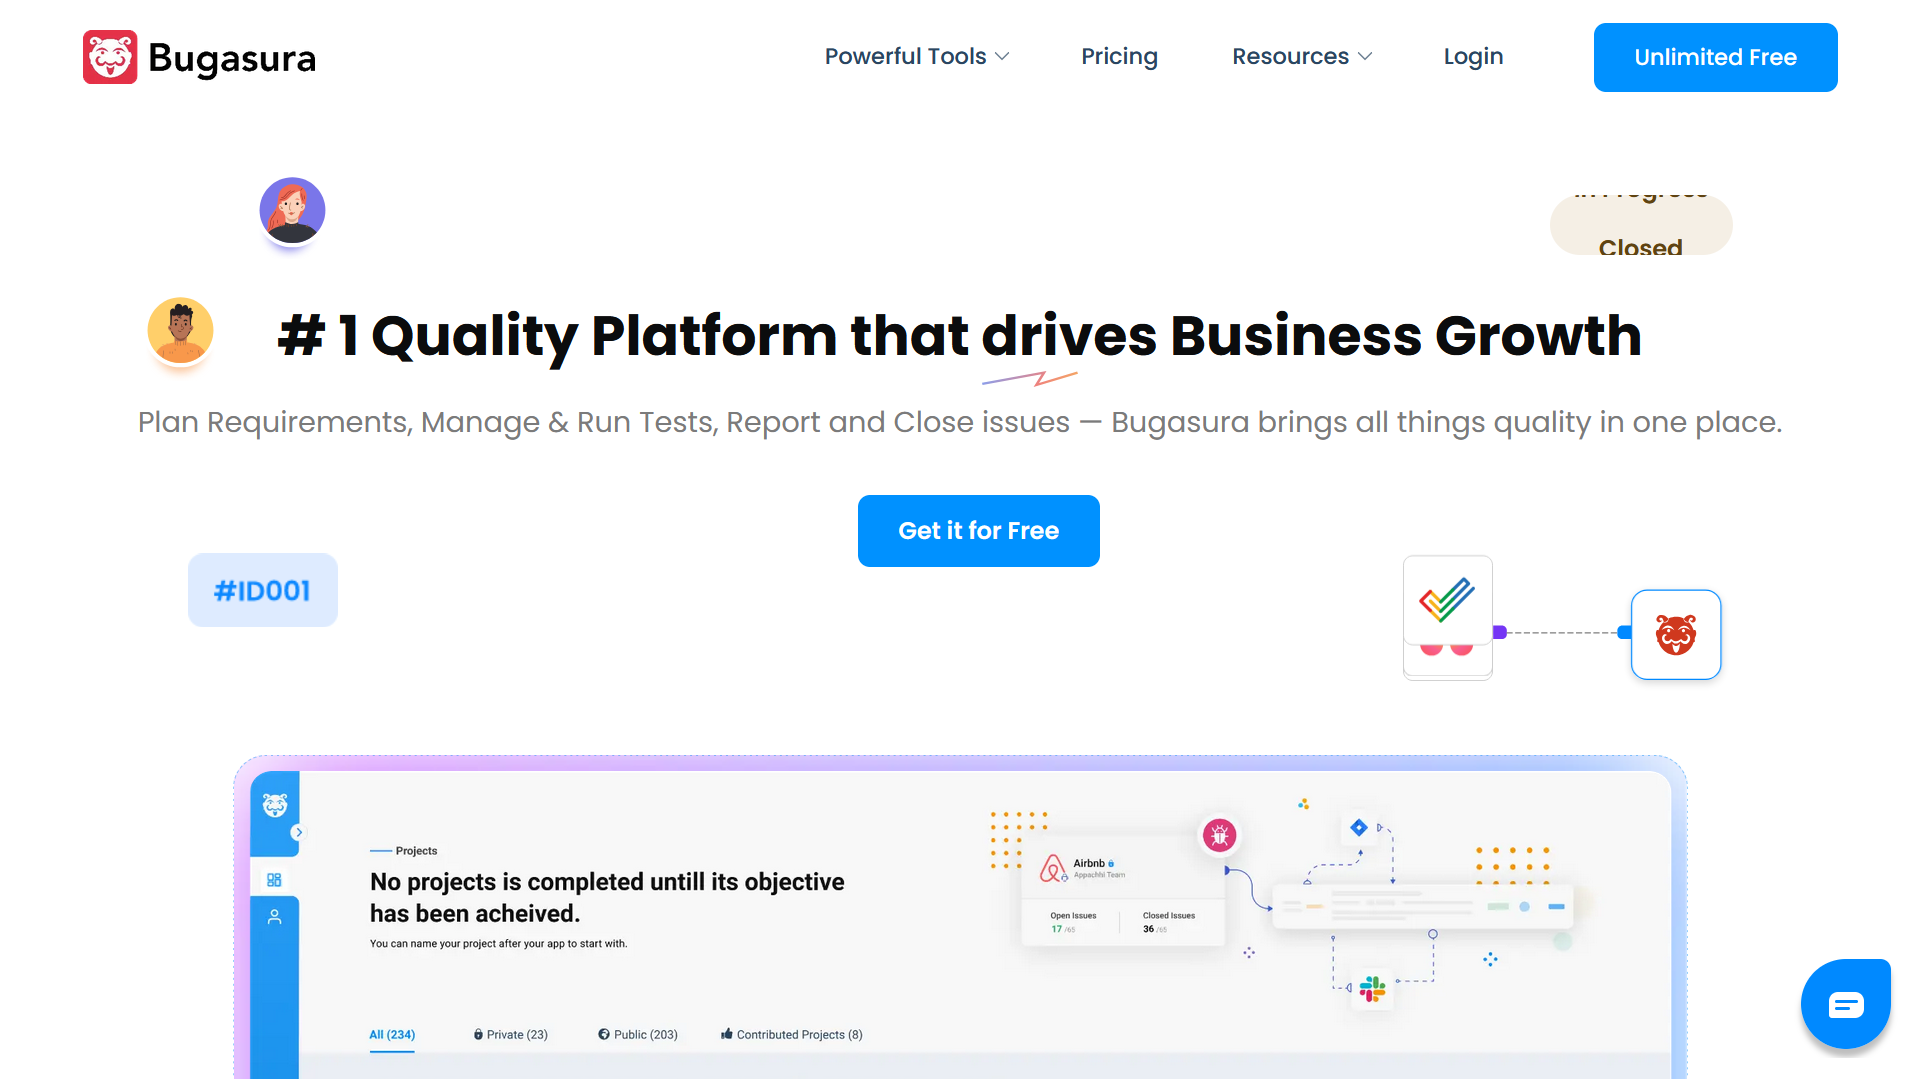 Bugasura
Powerful Tools
Pricing
Resources
Login
Unlimited Free
In Progress
Closed
# 1 Quality Platform that drives Business Growth
Plan Requirements, Manage & Run Tests, Report and Close issues — Bugasura brings all things quality in one place.
Get it for Free
#ID001
Projects
No projects is completed untill its objective
has been acheived.
You can name your project after your app to start with.
Airbnb
Appachhi Team
Open Issues
Closed Issues
17 /65
36 /65
All (234)
Private (23)
Public (203)
Contributed Projects (8)